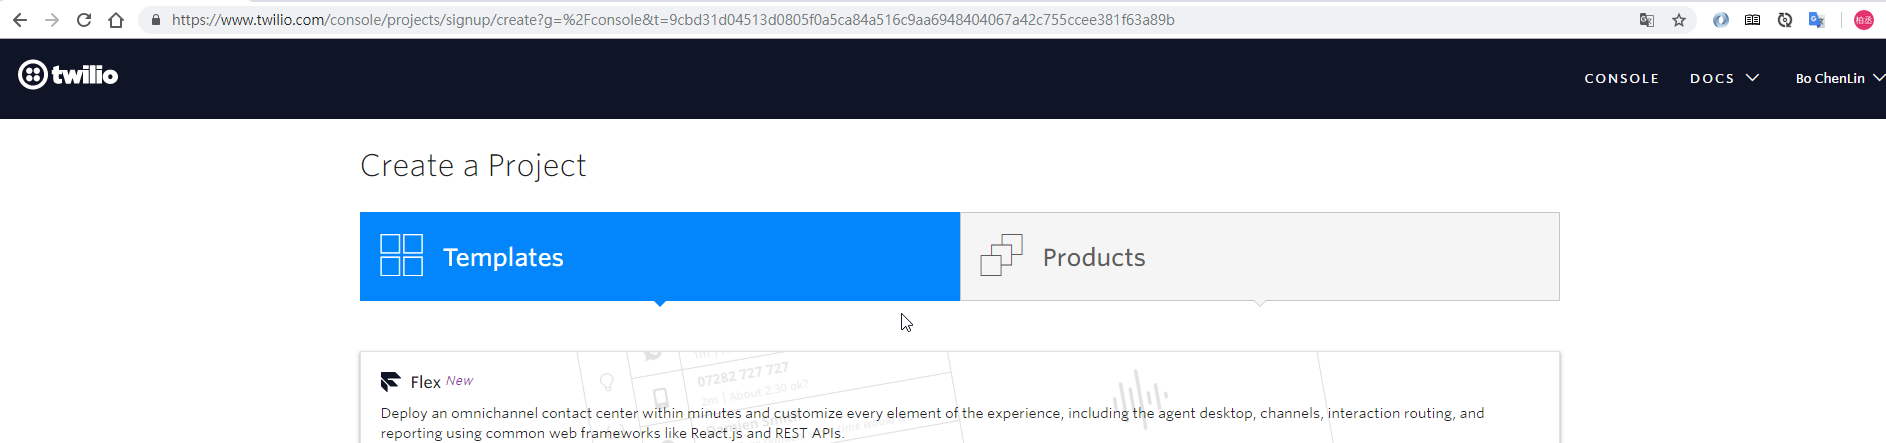 https://www.twilio.com/console/projects/signup/create?g=%2Fconsole&t=9cbd31d04513d0805f0a5ca84a516c9aa6948404067a42c755ccee381f63a89b
柏丞
twilio
CONSOLE DOCS Bo ChenLin
Create a Project
Templates
Products
07282 727 727
2m | About 2:30 ok?
Flex New
Deploy an omnichannel contact center within minutes and customize every element of the experience, including the agent desktop, channels, interaction routing, and
reporting using common web frameworks like React.js and REST APIs.